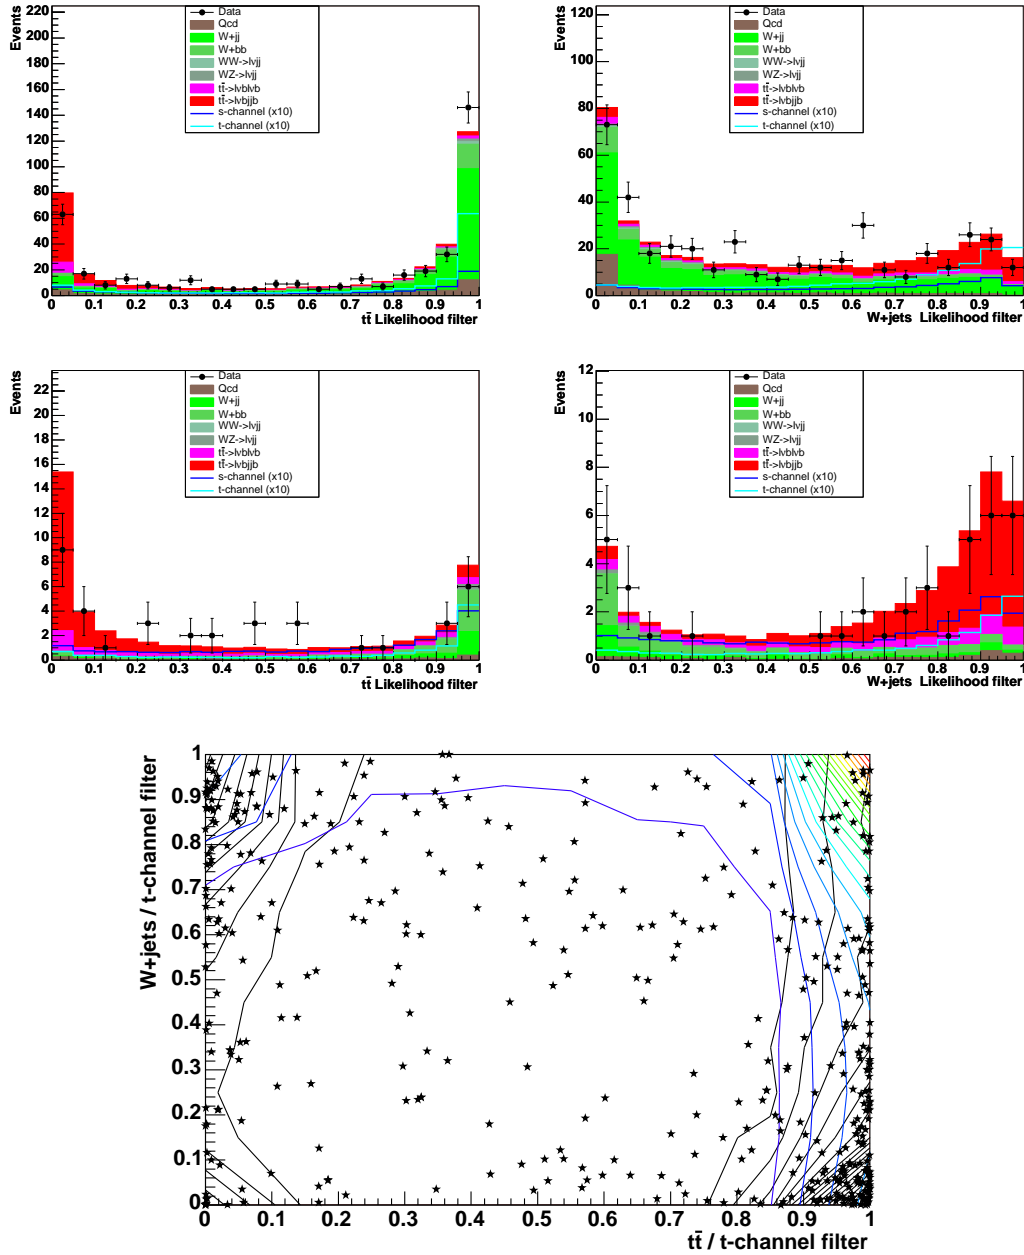 Events
220
200
180
160
140
120
100
80
60
40
20
0
Data
Qcd
W+jj
W+bb
WW->lvjj
WZ->lvjj
tt̄->lvblvb
tt̄->lvbjjb
s-channel (x10)
t-channel (x10)
0 0.1 0.2 0.3 0.4 0.5 0.6 0.7 0.8 0.9 1
tt̄ Likelihood filter
Events
120
100
80
60
40
20
0
Data
Qcd
W+jj
W+bb
WW->lvjj
WZ->lvjj
tt̄->lvblvb
tt̄->lvbjjb
s-channel (x10)
t-channel (x10)
0 0.1 0.2 0.3 0.4 0.5 0.6 0.7 0.8 0.9 1
W+jets Likelihood filter
Events
22
20
18
16
14
12
10
8
6
4
2
0
Data
Qcd
W+jj
W+bb
WW->lvjj
WZ->lvjj
tt̄->lvblvb
tt̄->lvbjjb
s-channel (x10)
t-channel (x10)
0 0.1 0.2 0.3 0.4 0.5 0.6 0.7 0.8 0.9 1
tt̄ Likelihood filter
Events
12
10
8
6
4
2
0
Data
Qcd
W+jj
W+bb
WW->lvjj
WZ->lvjj
tt̄->lvblvb
tt̄->lvbjjb
s-channel (x10)
t-channel (x10)
0 0.1 0.2 0.3 0.4 0.5 0.6 0.7 0.8 0.9 1
W+jets Likelihood filter
W+jets / t-channel filter
1
0.9
0.8
0.7
0.6
0.5
0.4
0.3
0.2
0.1
0
0 0.1 0.2 0.3 0.4 0.5 0.6 0.7 0.8 0.9 1
tt̄ / t-channel filter